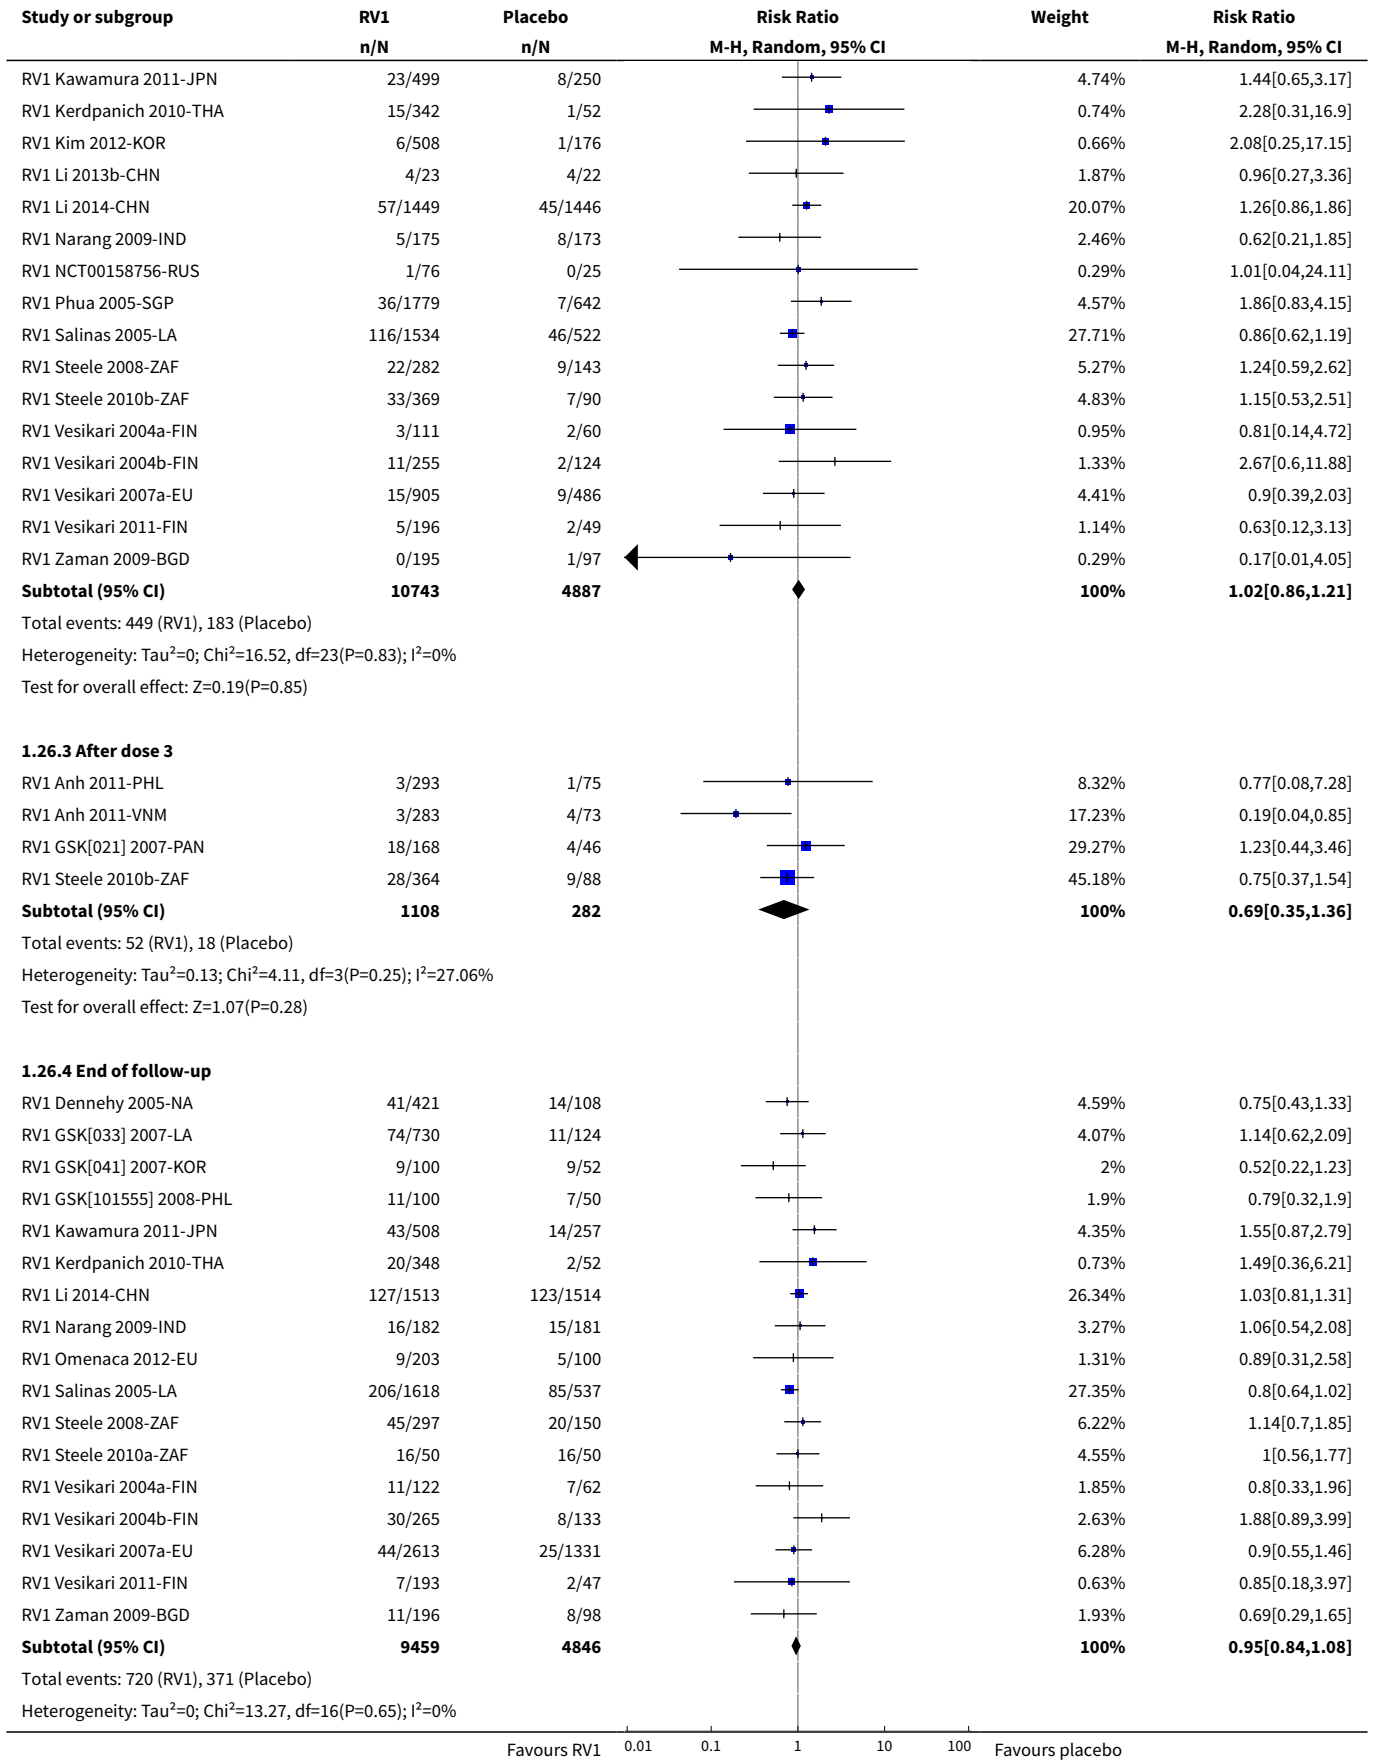 Study or subgroup RV1 Placebo Risk Ratio Weight Risk Ratio
n/N n/N M-H, Random, 95% CI M-H, Random, 95% CI
RV1 Kawamura 2011-JPN 23/499 8/250 4.74% 1.44[0.65,3.17]
RV1 Kerdpanich 2010-THA 15/342 1/52 0.74% 2.28[0.31,16.9]
RV1 Kim 2012-KOR 6/508 1/176 0.66% 2.08[0.25,17.15]
RV1 Li 2013b-CHN 4/23 4/22 1.87% 0.96[0.27,3.36]
RV1 Li 2014-CHN 57/1449 45/1446 20.07% 1.26[0.86,1.86]
RV1 Narang 2009-IND 5/175 8/173 2.46% 0.62[0.21,1.85]
RV1 NCT00158756-RUS 1/76 0/25 0.29% 1.01[0.04,24.11]
RV1 Phua 2005-SGP 36/1779 7/642 4.57% 1.86[0.83,4.15]
RV1 Salinas 2005-LA 116/1534 46/522 27.71% 0.86[0.62,1.19]
RV1 Steele 2008-ZAF 22/282 9/143 5.27% 1.24[0.59,2.62]
RV1 Steele 2010b-ZAF 33/369 7/90 4.83% 1.15[0.53,2.51]
RV1 Vesikari 2004a-FIN 3/111 2/60 0.95% 0.81[0.14,4.72]
RV1 Vesikari 2004b-FIN 11/255 2/124 1.33% 2.67[0.6,11.88]
RV1 Vesikari 2007a-EU 15/905 9/486 4.41% 0.9[0.39,2.03]
RV1 Vesikari 2011-FIN 5/196 2/49 1.14% 0.63[0.12,3.13]
RV1 Zaman 2009-BGD 0/195 1/97 0.29% 0.17[0.01,4.05]
Subtotal (95% CI) 10743 4887 100% 1.02[0.86,1.21]
Total events: 449 (RV1), 183 (Placebo)
Heterogeneity: Tau²=0; Chi²=16.52, df=23(P=0.83); I²=0%
Test for overall effect: Z=0.19(P=0.85)
1.26.3 After dose 3
RV1 Anh 2011-PHL 3/293 1/75 8.32% 0.77[0.08,7.28]
RV1 Anh 2011-VNM 3/283 4/73 17.23% 0.19[0.04,0.85]
RV1 GSK[021] 2007-PAN 18/168 4/46 29.27% 1.23[0.44,3.46]
RV1 Steele 2010b-ZAF 28/364 9/88 45.18% 0.75[0.37,1.54]
Subtotal (95% CI) 1108 282 100% 0.69[0.35,1.36]
Total events: 52 (RV1), 18 (Placebo)
Heterogeneity: Tau²=0.13; Chi²=4.11, df=3(P=0.25); I²=27.06%
Test for overall effect: Z=1.07(P=0.28)
1.26.4 End of follow-up
RV1 Dennehy 2005-NA 41/421 14/108 4.59% 0.75[0.43,1.33]
RV1 GSK[033] 2007-LA 74/730 11/124 4.07% 1.14[0.62,2.09]
RV1 GSK[041] 2007-KOR 9/100 9/52 2% 0.52[0.22,1.23]
RV1 GSK[101555] 2008-PHL 11/100 7/50 1.9% 0.79[0.32,1.9]
RV1 Kawamura 2011-JPN 43/508 14/257 4.35% 1.55[0.87,2.79]
RV1 Kerdpanich 2010-THA 20/348 2/52 0.73% 1.49[0.36,6.21]
RV1 Li 2014-CHN 127/1513 123/1514 26.34% 1.03[0.81,1.31]
RV1 Narang 2009-IND 16/182 15/181 3.27% 1.06[0.54,2.08]
RV1 Omenaca 2012-EU 9/203 5/100 1.31% 0.89[0.31,2.58]
RV1 Salinas 2005-LA 206/1618 85/537 27.35% 0.8[0.64,1.02]
RV1 Steele 2008-ZAF 45/297 20/150 6.22% 1.14[0.7,1.85]
RV1 Steele 2010a-ZAF 16/50 16/50 4.55% 1[0.56,1.77]
RV1 Vesikari 2004a-FIN 11/122 7/62 1.85% 0.8[0.33,1.96]
RV1 Vesikari 2004b-FIN 30/265 8/133 2.63% 1.88[0.89,3.99]
RV1 Vesikari 2007a-EU 44/2613 25/1331 6.28% 0.9[0.55,1.46]
RV1 Vesikari 2011-FIN 7/193 2/47 0.63% 0.85[0.18,3.97]
RV1 Zaman 2009-BGD 11/196 8/98 1.93% 0.69[0.29,1.65]
Subtotal (95% CI) 9459 4846 100% 0.95[0.84,1.08]
Total events: 720 (RV1), 371 (Placebo)
Heterogeneity: Tau²=0; Chi²=13.27, df=16(P=0.65); I²=0%
Favours RV1 0.01 0.1 1 10 100 Favours placebo